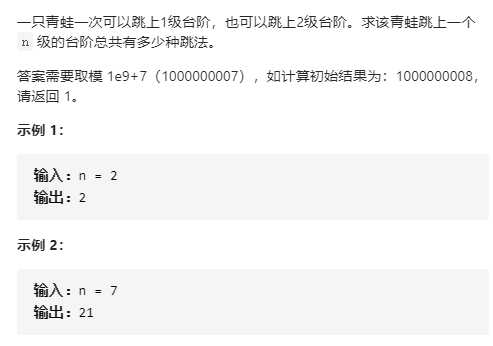 一只青蛙一次可以跳上1级台阶，也可以跳上2级台阶。求该青蛙跳上一个
n 级的台阶总共有多少种跳法。
答案需要取模 1e9+7（1000000007），如计算初始结果为：1000000008，
请返回 1。
示例 1：
输入：n = 2
输出：2
示例 2：
输入：n = 7
输出：21